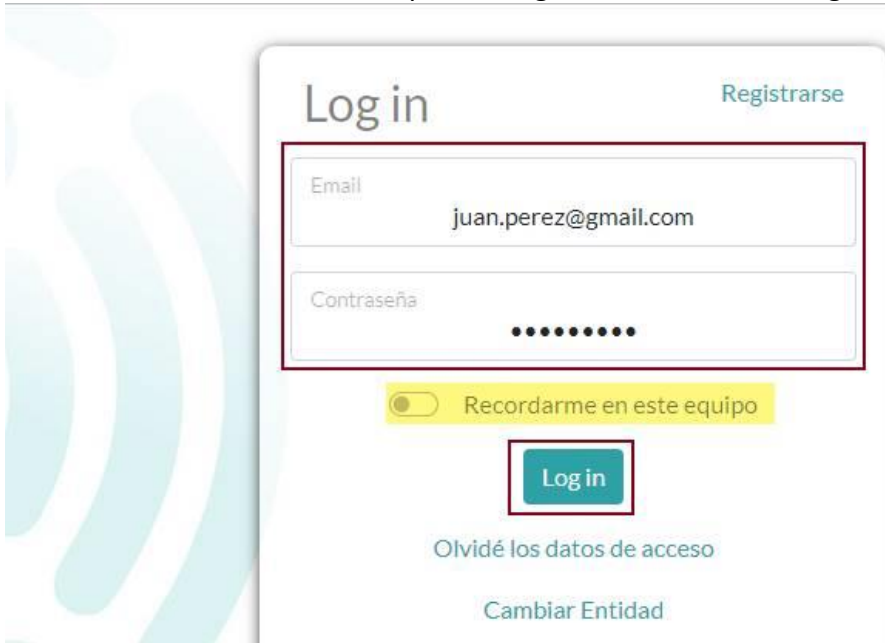 Log in
Registrarse
Email
juan.perez@gmail.com
Contraseña
•••••••••
Recordarme en este equipo
Log in
Olvidé los datos de acceso
Cambiar Entidad